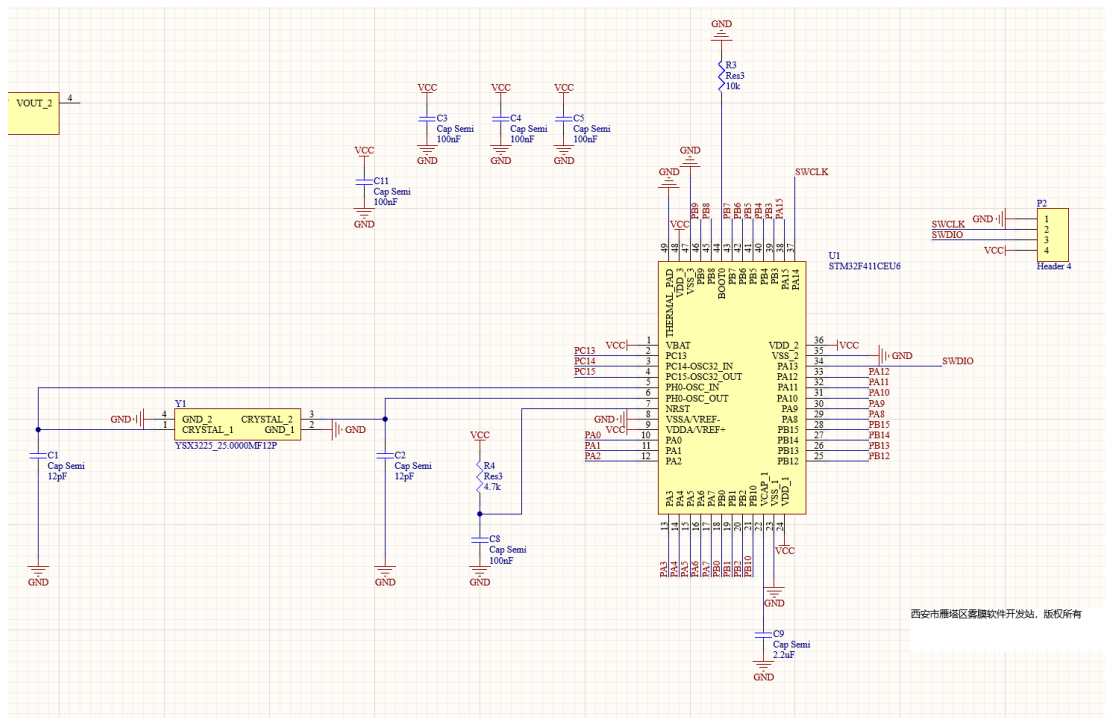 GND
R3
Res3
10k
VOUT_2
4
VCC
C3
Cap Semi
100nF
GND
VCC
C4
Cap Semi
100nF
GND
VCC
C5
Cap Semi
100nF
GND
VCC
C11
Cap Semi
100nF
GND
GND
GND
VCC
PB9
PB8
PB7
PB6
PB5
PB4
PB3
PA15
SWCLK
49
48
47
46
45
44
43
42
41
40
39
38
37
THERMAL_PAD
VDD_3
VSS_3
PB9
PB8
BOOT0
PB7
PB6
PB5
PB4
PB3
PA15
PA14
U1
STM32F411CEU6
P2
GND 1
SWCLK 2
SWDIO 3
VCC 4
Header 4
VCC 1 VBAT
PC13 2 PC13
PC14 3 PC14-OSC32_IN
PC15 4 PC15-OSC32_OUT
5 PH0-OSC_IN
6 PH0-OSC_OUT
7 NRST
GND 8 VSSA/VREF-
VCC 9 VDDA/VREF+
PA0 10 PA0
PA1 11 PA1
PA2 12 PA2
VDD_2 36 VCC
VSS_2 35 GND
PA13 34 SWDIO
PA12 33 PA12
PA11 32 PA11
PA10 31 PA10
PA9 30 PA9
PA8 29 PA8
PB15 28 PB15
PB14 27 PB14
PB13 26 PB13
PB12 25 PB12
PA3
PA4
PA5
PA6
PA7
PB0
PB1
PB2
PB10
VCAP_1
VSS_1
VDD_1
13
14
15
16
17
18
19
20
21
22
23
24
PA3
PA4
PA5
PA6
PA7
PB0
PB1
PB2
PB10
VCC
GND
C9
Cap Semi
2.2uF
GND
Y1
GND 4 GND_2 CRYSTAL_2 3
1 CRYSTAL_1 GND_1 2 GND
YSX3225_25.0000MF12P
C1
Cap Semi
12pF
GND
C2
Cap Semi
12pF
GND
VCC
R4
Res3
4.7k
C8
Cap Semi
100nF
GND
西安市雁塔区雾膜软件开发站，版权所有